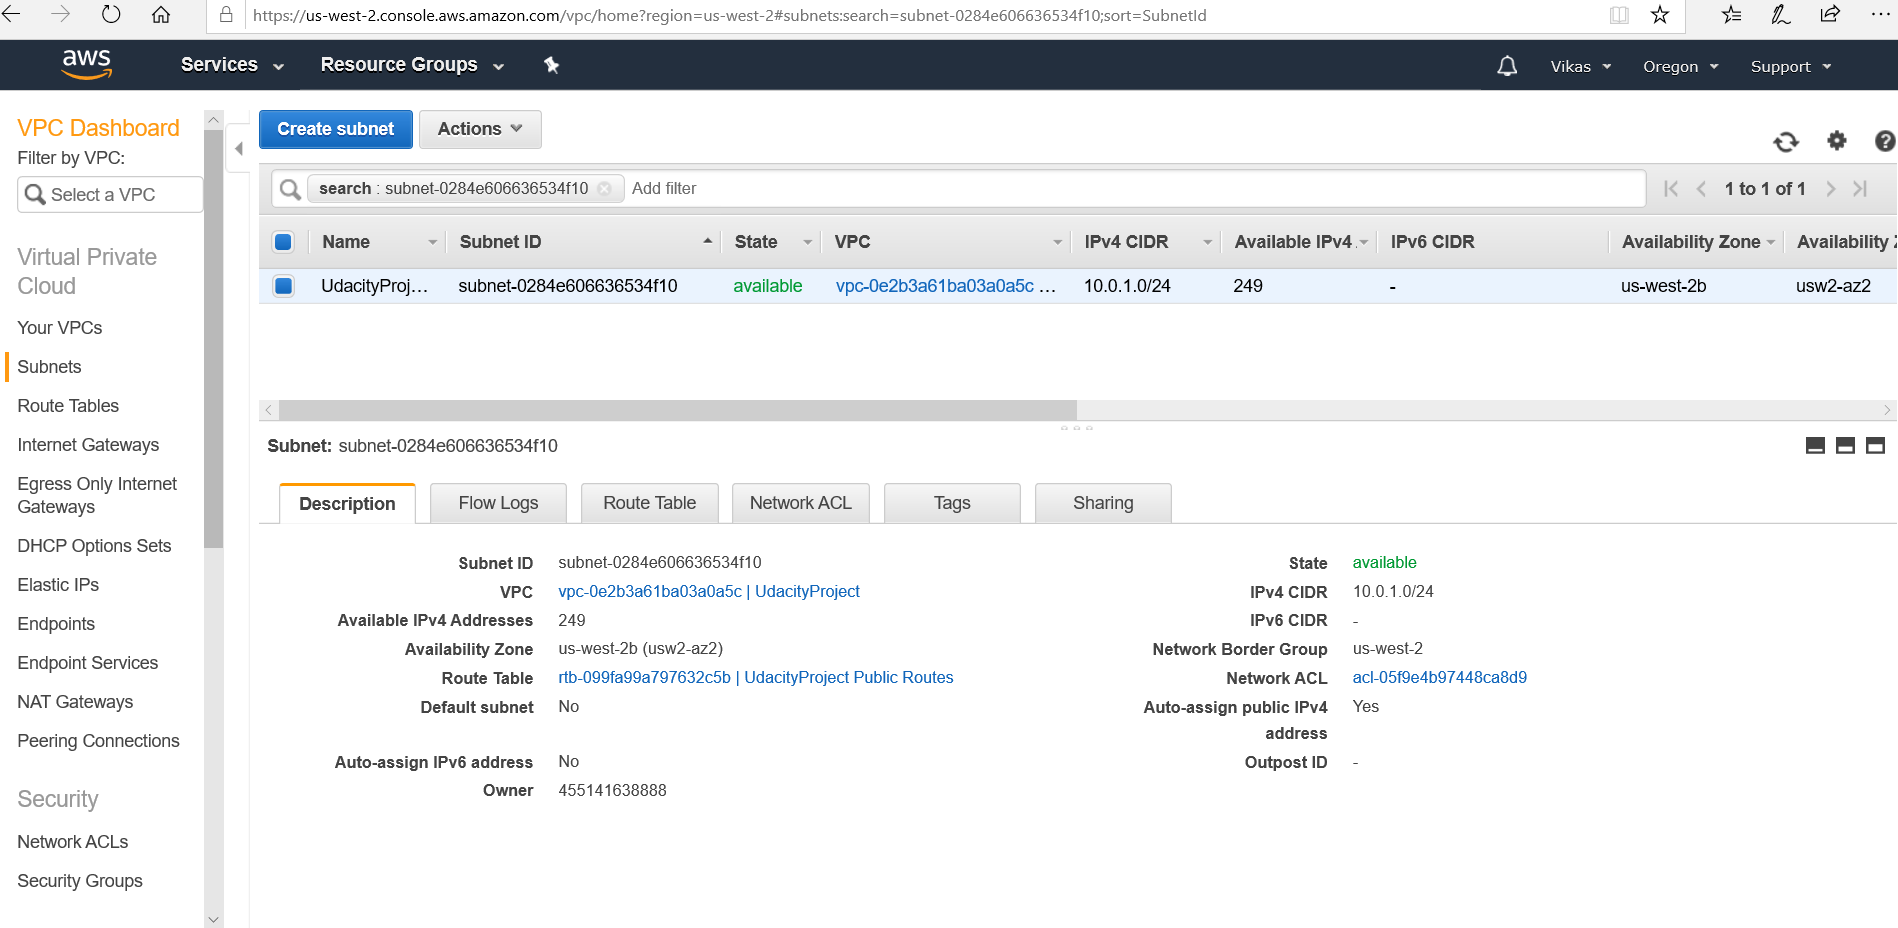 https://us-west-2.console.aws.amazon.com/vpc/home?region=us-west-2#subnets:search=subnet-0284e606636534f10;sort=SubnetId
aws Services Resource Groups Vikas Oregon Support
VPC Dashboard
Filter by VPC:
Select a VPC
Virtual Private
Cloud
Your VPCs
Subnets
Route Tables
Internet Gateways
Egress Only Internet
Gateways
DHCP Options Sets
Elastic IPs
Endpoints
Endpoint Services
NAT Gateways
Peering Connections
Security
Network ACLs
Security Groups
Create subnet Actions
search : subnet-0284e606636534f10 Add filter 1 to 1 of 1
Name Subnet ID State VPC IPv4 CIDR Available IPv4 IPv6 CIDR Availability Zone Availability
UdacityProj... subnet-0284e606636534f10 available vpc-0e2b3a61ba03a0a5c ... 10.0.1.0/24 249 - us-west-2b usw2-az2
Subnet: subnet-0284e606636534f10
Description Flow Logs Route Table Network ACL Tags Sharing
Subnet ID subnet-0284e606636534f10 State available
VPC vpc-0e2b3a61ba03a0a5c | UdacityProject IPv4 CIDR 10.0.1.0/24
Available IPv4 Addresses 249 IPv6 CIDR -
Availability Zone us-west-2b (usw2-az2) Network Border Group us-west-2
Route Table rtb-099fa99a797632c5b | UdacityProject Public Routes Network ACL acl-05f9e4b97448ca8d9
Default subnet No Auto-assign public IPv4 Yes
address
Auto-assign IPv6 address No Outpost ID -
Owner 455141638888